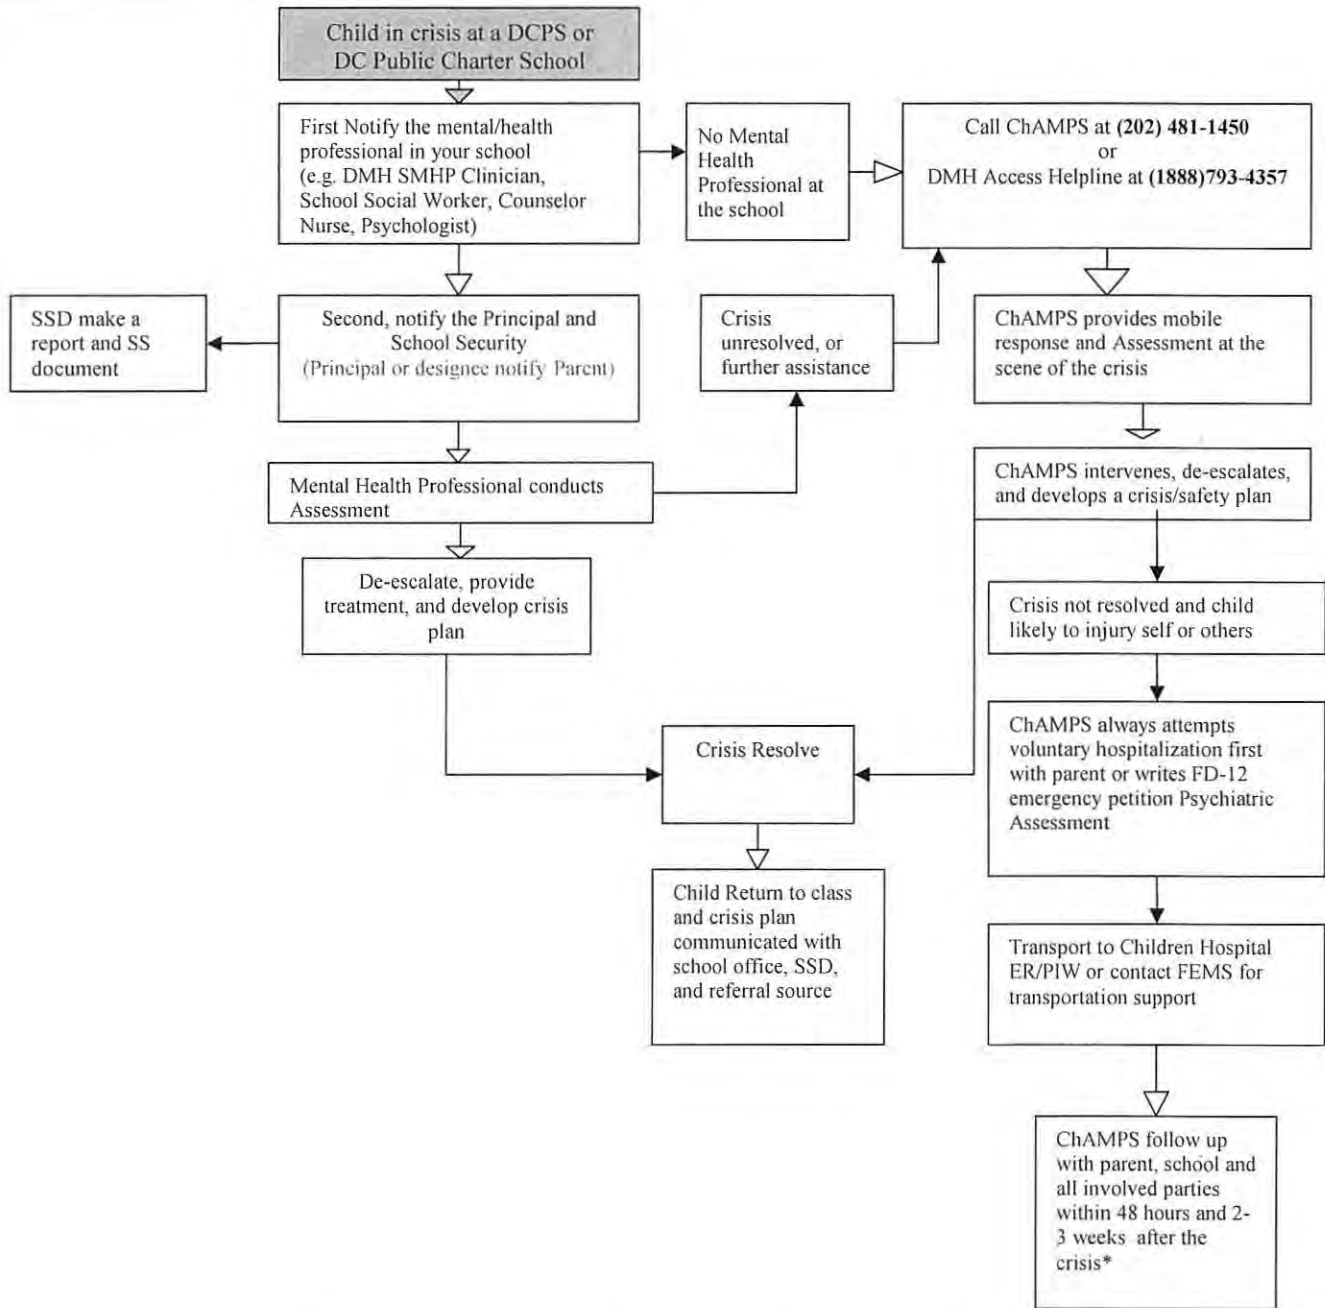 Child in crisis at a DCPS or
DC Public Charter School
First Notify the mental/health
professional in your school
(e.g. DMH SMHP Clinician,
School Social Worker, Counselor
Nurse, Psychologist)
No Mental
Health
Professional at
the school
Call ChAMPS at (202) 481-1450
or
DMH Access Helpline at (1888)793-4357
SSD make a
report and SS
document
Second, notify the Principal and
School Security
(Principal or designee notify Parent)
Crisis
unresolved, or
further assistance
ChAMPS provides mobile
response and Assessment at the
scene of the crisis
Mental Health Professional conducts
Assessment
ChAMPS intervenes, de-escalates,
and develops a crisis/safety plan
De-escalate, provide
treatment, and develop crisis
plan
Crisis not resolved and child
likely to injury self or others
Crisis Resolve
ChAMPS always attempts
voluntary hospitalization first
with parent or writes FD-12
emergency petition Psychiatric
Assessment
Child Return to class
and crisis plan
communicated with
school office, SSD,
and referral source
Transport to Children Hospital
ER/PIW or contact FEMS for
transportation support
ChAMPS follow up
with parent, school and
all involved parties
within 48 hours and 2-
3 weeks after the
crisis*